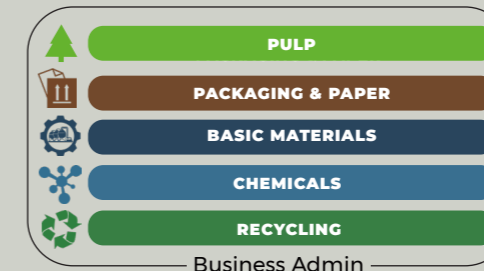 PULP
PACKAGING & PAPER
BASIC MATERIALS
CHEMICALS
RECYCLING
Business Admin